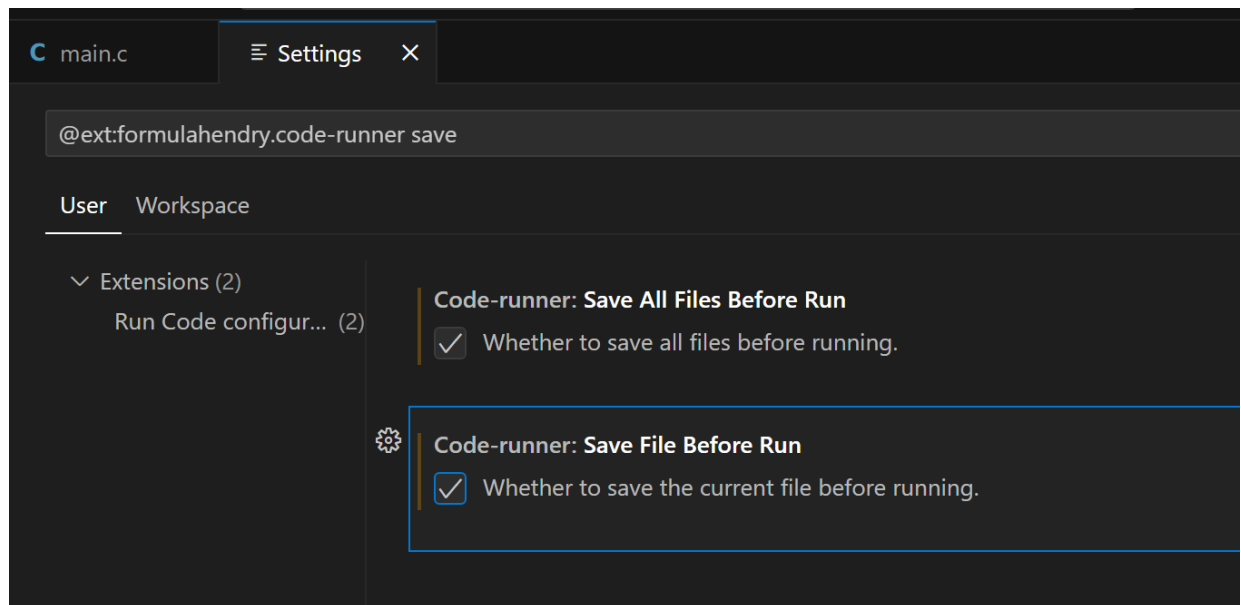 C main.c
Settings
@ext:formulahendry.code-runner save
User Workspace
Extensions (2)
Run Code configur... (2)
Code-runner: Save All Files Before Run
Whether to save all files before running.
Code-runner: Save File Before Run
Whether to save the current file before running.